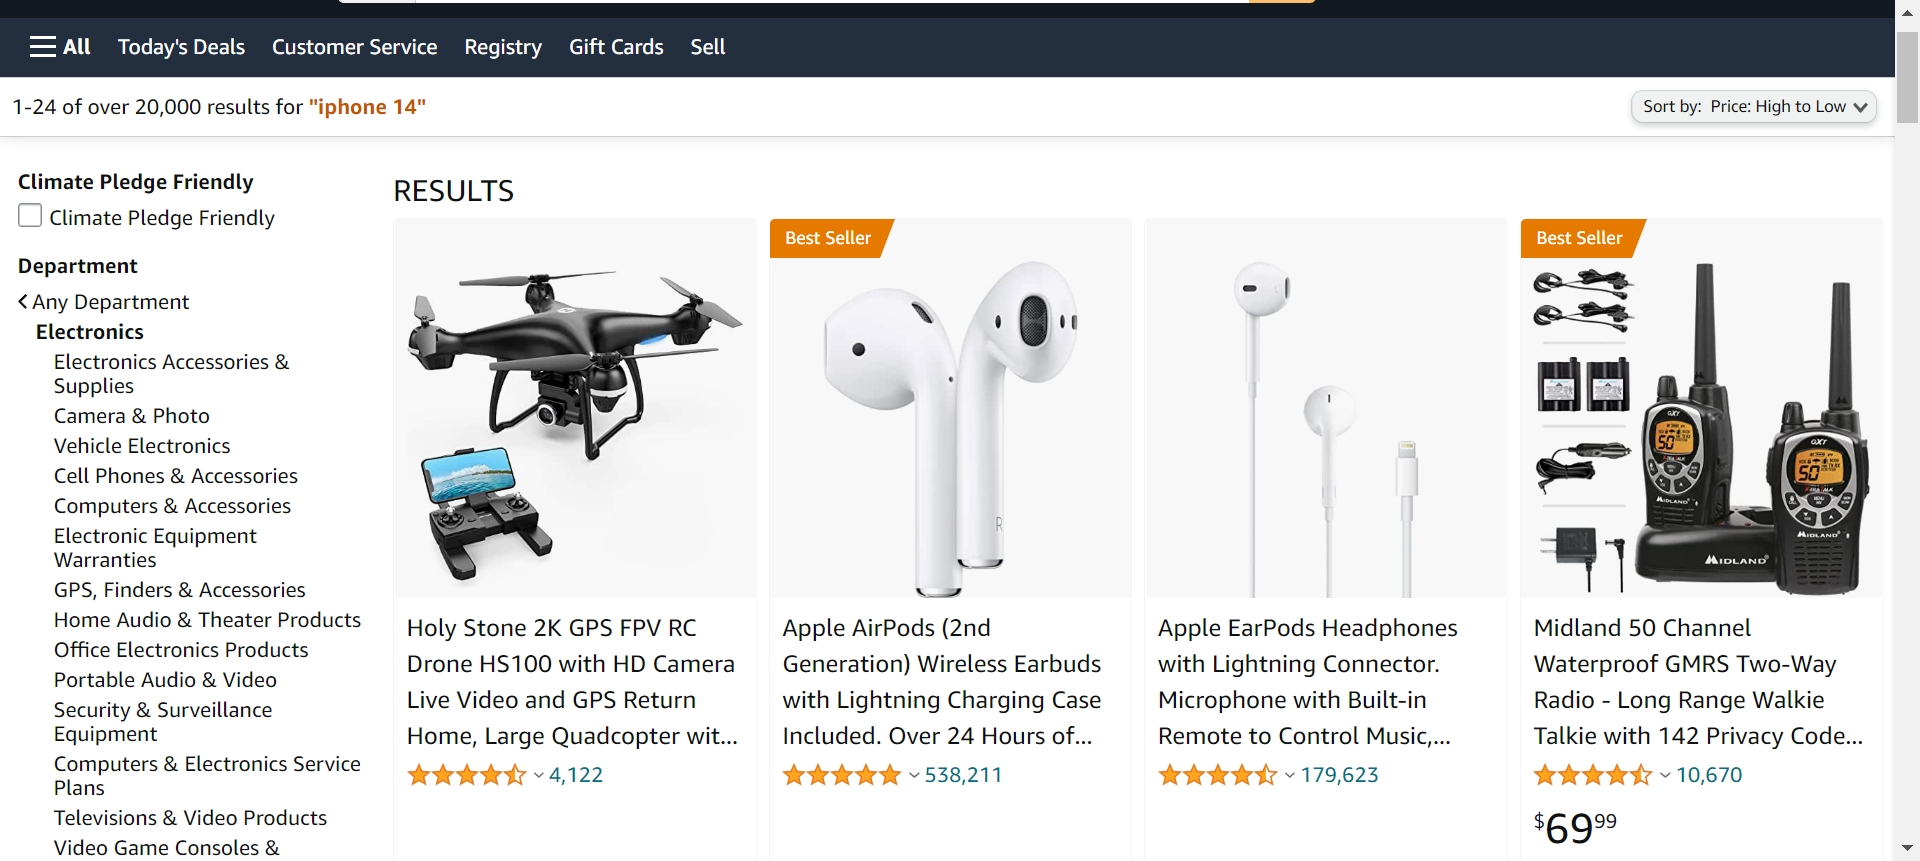 All Today's Deals Customer Service Registry Gift Cards Sell
1-24 of over 20,000 results for "iphone 14"
Sort by: Price: High to Low
Climate Pledge Friendly
Climate Pledge Friendly
Department
Any Department
Electronics
Electronics Accessories &
Supplies
Camera & Photo
Vehicle Electronics
Cell Phones & Accessories
Computers & Accessories
Electronic Equipment
Warranties
GPS, Finders & Accessories
Home Audio & Theater Products
Office Electronics Products
Portable Audio & Video
Security & Surveillance
Equipment
Computers & Electronics Service
Plans
Televisions & Video Products
Video Game Consoles &
RESULTS
Holy Stone 2K GPS FPV RC
Drone HS100 with HD Camera
Live Video and GPS Return
Home, Large Quadcopter wit...
4,122
Best Seller
R
Apple AirPods (2nd
Generation) Wireless Earbuds
with Lightning Charging Case
Included. Over 24 Hours of...
538,211
Apple EarPods Headphones
with Lightning Connector.
Microphone with Built-in
Remote to Control Music,...
179,623
Best Seller
GXT
50
MIDLAND
GXT
50
MIDLAND
MIDLAND
Midland 50 Channel
Waterproof GMRS Two-Way
Radio - Long Range Walkie
Talkie with 142 Privacy Code...
10,670
$69.99